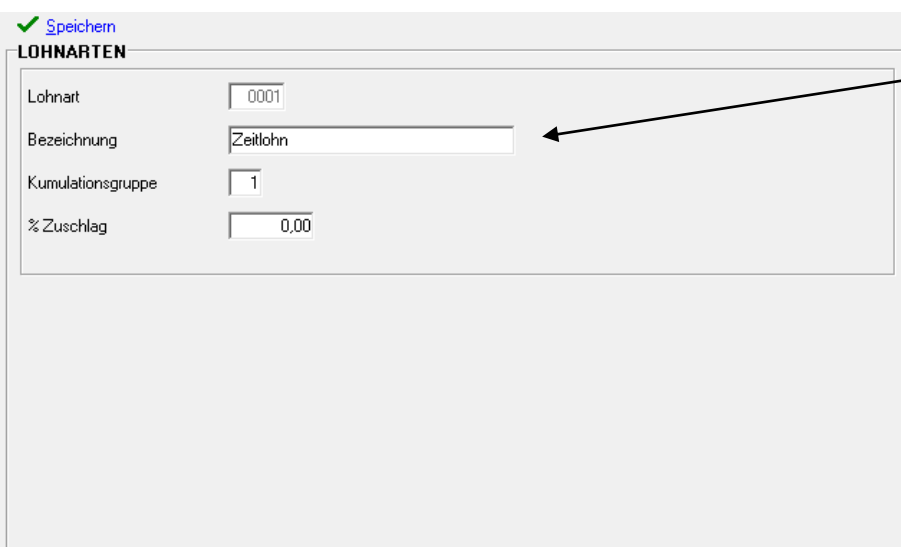 Speichern
LOHNARTEN
Lohnart 0001
Bezeichnung Zeitlohn
Kumulationsgruppe 1
% Zuschlag 0,00